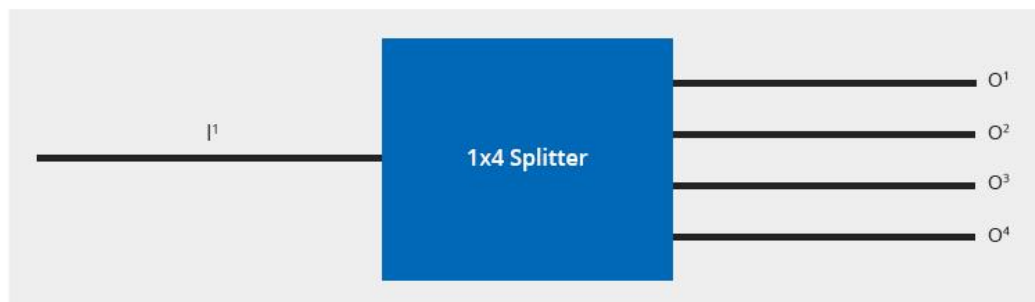 I¹
1x4 Splitter
O¹
O²
O³
O⁴